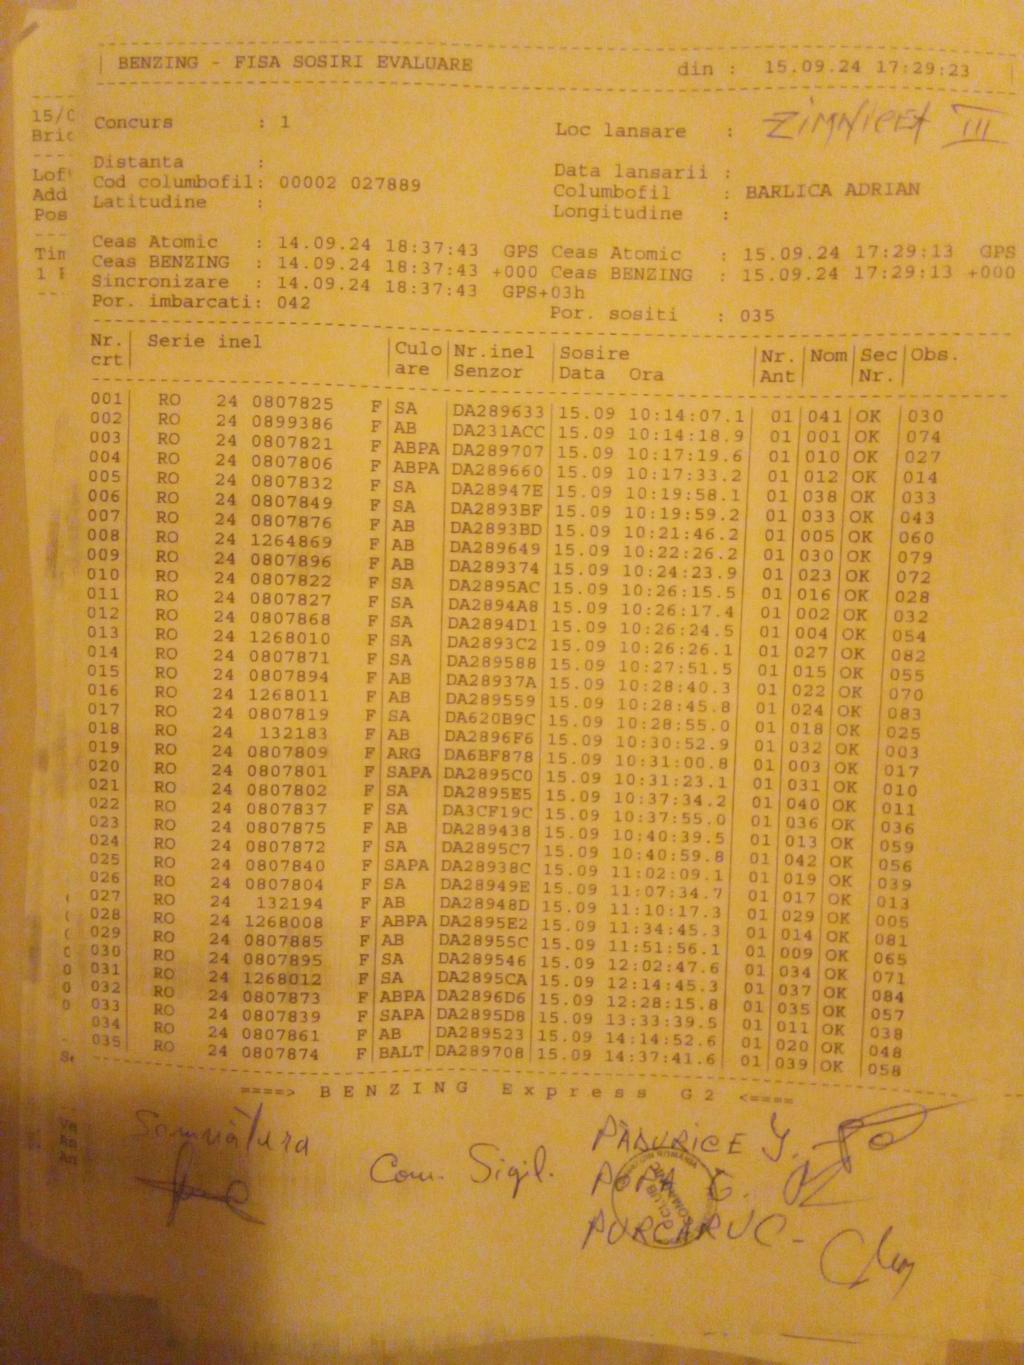 BENZING - FISA SOSIRI EVALUARE din : 15.09.24 17:29:23
Concurs : 1 Loc lansare : ZIMNICEA III
Distanta : Data lansarii :
Cod columbofil: 00002 027889 Columbofil : BARLICA ADRIAN
Latitudine : Longitudine :
Ceas Atomic : 14.09.24 18:37:43 GPS Ceas Atomic : 15.09.24 17:29:13 GPS
Ceas BENZING : 14.09.24 18:37:43 +000 Ceas BENZING : 15.09.24 17:29:13 +000
Sincronizare : 14.09.24 18:37:43 GPS+03h
Por. imbarcati: 042 Por. sositi : 035
Nr. Serie inel Culo Nr.inel Sosire Nr. Nom Sec Obs.
crt are Senzor Data Ora Ant Nr.
001 RO 24 0807825 F SA DA289633 15.09 10:14:07.1 01 041 OK 030
002 RO 24 0899386 F AB DA231ACC 15.09 10:14:18.9 01 001 OK 074
003 RO 24 0807821 F ABPA DA289707 15.09 10:17:19.6 01 010 OK 027
004 RO 24 0807806 F ABPA DA289660 15.09 10:17:33.2 01 012 OK 014
005 RO 24 0807832 F SA DA28947E 15.09 10:19:58.1 01 038 OK 033
006 RO 24 0807849 F SA DA2893BF 15.09 10:19:59.2 01 033 OK 043
007 RO 24 0807876 F AB DA2893BD 15.09 10:21:46.2 01 005 OK 060
008 RO 24 1264869 F AB DA289649 15.09 10:22:26.2 01 030 OK 079
009 RO 24 0807896 F AB DA289374 15.09 10:24:23.9 01 023 OK 072
010 RO 24 0807822 F SA DA2895AC 15.09 10:26:15.5 01 016 OK 028
011 RO 24 0807827 F SA DA2894A8 15.09 10:26:17.4 01 002 OK 032
012 RO 24 0807868 F SA DA2894D1 15.09 10:26:24.5 01 004 OK 054
013 RO 24 1268010 F SA DA2893C2 15.09 10:26:26.1 01 027 OK 082
014 RO 24 0807871 F SA DA289588 15.09 10:27:51.5 01 015 OK 055
015 RO 24 0807894 F AB DA28937A 15.09 10:28:40.3 01 022 OK 070
016 RO 24 1268011 F AB DA289559 15.09 10:28:45.8 01 024 OK 083
017 RO 24 0807819 F SA DA620B9C 15.09 10:28:55.0 01 018 OK 025
018 RO 24 132183 F AB DA2896F6 15.09 10:30:52.9 01 032 OK 003
019 RO 24 0807809 F ARG DA6BF878 15.09 10:31:00.8 01 003 OK 017
020 RO 24 0807801 F SAPA DA2895C0 15.09 10:31:23.1 01 031 OK 010
021 RO 24 0807802 F SA DA2895E5 15.09 10:37:34.2 01 040 OK 011
022 RO 24 0807837 F SA DA3CF19C 15.09 10:37:55.0 01 036 OK 036
023 RO 24 0807875 F AB DA289438 15.09 10:40:39.5 01 013 OK 059
024 RO 24 0807872 F SA DA2895C7 15.09 10:40:59.8 01 042 OK 056
025 RO 24 0807840 F SAPA DA28938C 15.09 11:02:09.1 01 019 OK 039
026 RO 24 0807804 F SA DA28949E 15.09 11:07:34.7 01 017 OK 013
027 RO 24 132194 F AB DA28948D 15.09 11:10:17.3 01 029 OK 005
028 RO 24 1268008 F ABPA DA2895E2 15.09 11:34:45.3 01 014 OK 081
029 RO 24 0807885 F AB DA28955C 15.09 11:51:56.1 01 009 OK 065
030 RO 24 0807895 F SA DA289546 15.09 12:02:47.6 01 034 OK 071
031 RO 24 1268012 F SA DA2895CA 15.09 12:14:45.3 01 037 OK 084
032 RO 24 0807873 F ABPA DA2896D6 15.09 12:28:15.8 01 035 OK 057
033 RO 24 0807839 F SAPA DA2895D8 15.09 13:33:39.5 01 011 OK 038
034 RO 24 0807861 F AB DA289523 15.09 14:14:52.6 01 020 OK 048
035 RO 24 0807874 F BALT DA289708 15.09 14:37:41.6 01 039 OK 058
====> BENZING Express G2 <====
Semnătura Com. Sigil. PĂDURICE
POPA G.
PURCARU C-